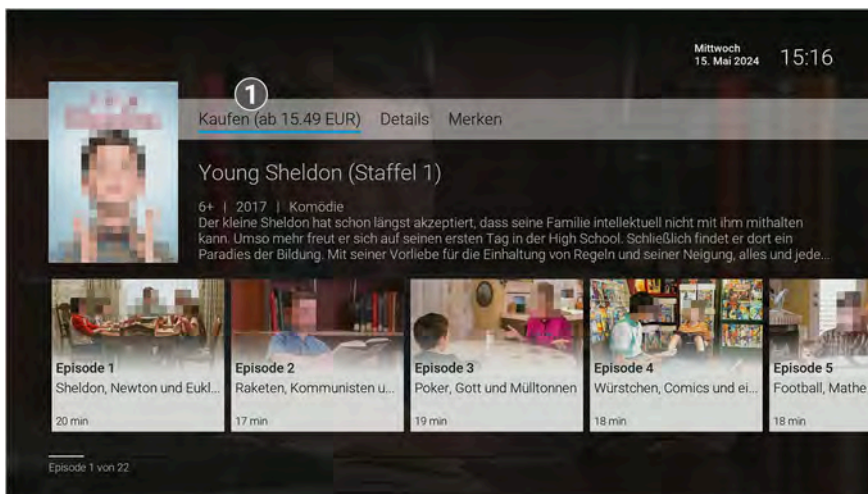 Mittwoch
15. Mai 2024
15:16
1
Kaufen (ab 15.49 EUR) Details Merken
Young Sheldon (Staffel 1)
6+ | 2017 | Komödie
Der kleine Sheldon hat schon längst akzeptiert, dass seine Familie intellektuell nicht mit ihm mithalten
kann. Umso mehr freut er sich auf seinen ersten Tag in der High School. Schließlich findet er dort ein
Paradies der Bildung. Mit seiner Vorliebe für die Einhaltung von Regeln und seiner Neigung, alles und jede...
Episode 1
Sheldon, Newton und Eukl...
20 min
Episode 2
Raketen, Kommunisten u...
17 min
Episode 3
Poker, Gott und Mülltonnen
19 min
Episode 4
Würstchen, Comics und ei...
18 min
Episode 5
Football, Mathe
18 min
Episode 1 von 22